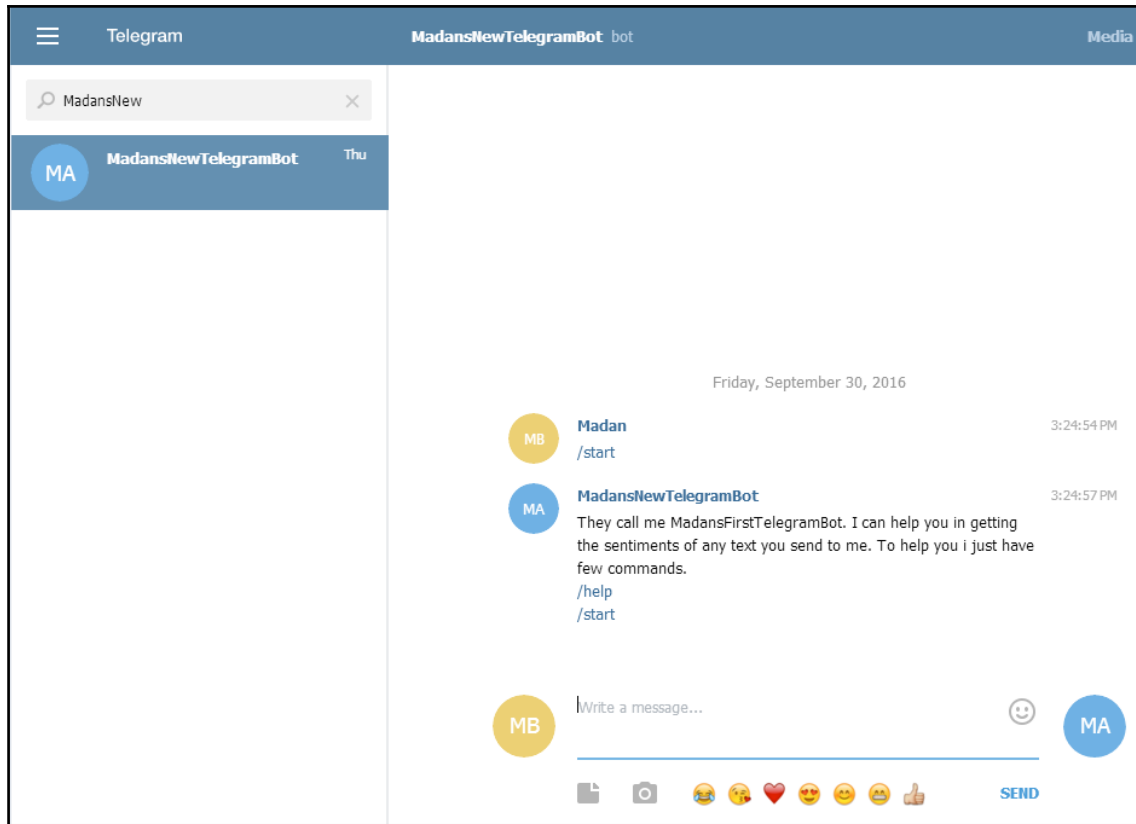 Telegram
MadansNewTelegramBot bot
Media
MadansNew
MA
MadansNewTelegramBot
Thu
Friday, September 30, 2016
MB
Madan
3:24:54 PM
/start
MA
MadansNewTelegramBot
3:24:57 PM
They call me MadansFirstTelegramBot. I can help you in getting
the sentiments of any text you send to me. To help you i just have
few commands.
/help
/start
MB
Write a message...
MA
SEND